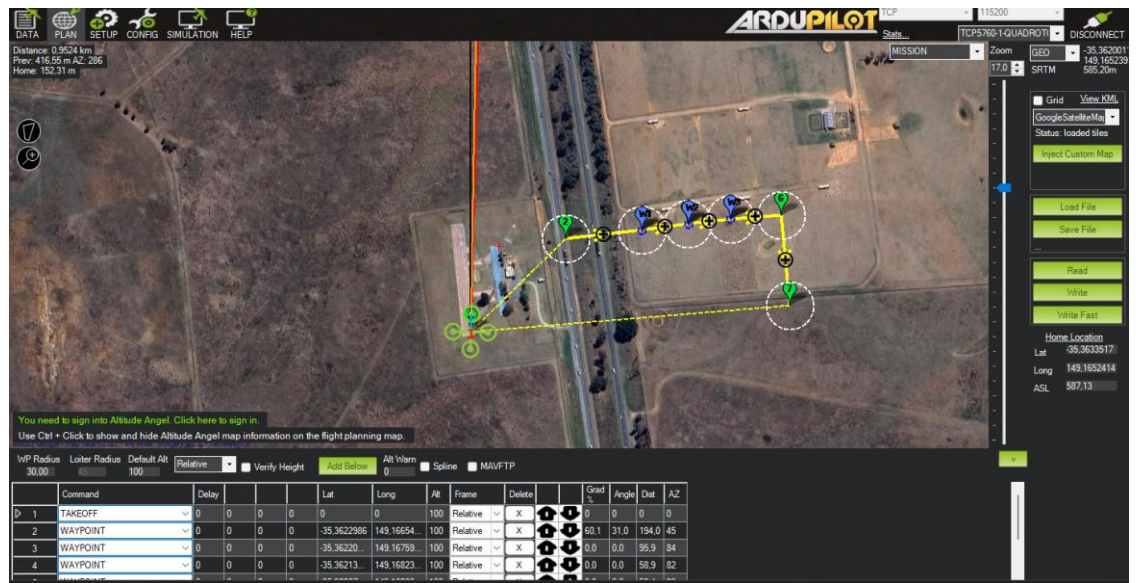 ARDUPILOT
TCP 115200
DATA PLAN SETUP CONFIG SIMULATION HELP
Stats... TCP5760-1-QUADROT( DISCONNECT
Distance: 0,9524 km
Prev: 416,55 m AZ: 286
Home: 152,31 m
MISSION
Zoom
17,0
GEO
-35,362001
149,165239
SRTM 585,20m
Grid View KML
GoogleSatelliteMap
Status: loaded tiles
Inject Custom Map
Load File
Save File
...
Read
Write
Write Fast
Home Location
Lat -35,3633517
Long 149,1652414
ASL 587,13
2 W1 W2 W3 6
7
You need to sign into Altitude Angel. Click here to sign in.
Use Ctrl + Click to show and hide Altitude Angel map information on the flight planning map.
WP Radius Loiter Radius Default Alt Alt Warn
30,00 45 100 Relative Verify Height Add Below 0 Spline MAVFTP
Command Delay Lat Long Alt Frame Delete Grad % Angle Dist AZ
1 TAKEOFF 0 0 0 0 0 0 100 Relative X 0 0 0 0
2 WAYPOINT 0 0 0 0 -35,3622986 149,16654... 100 Relative X 60,1 31,0 194,0 45
3 WAYPOINT 0 0 0 0 -35,36220... 149,16759... 100 Relative X 0,0 0,0 95,9 84
4 WAYPOINT 0 0 0 0 -35,36213... 149,16823... 100 Relative X 0,0 0,0 58,9 82